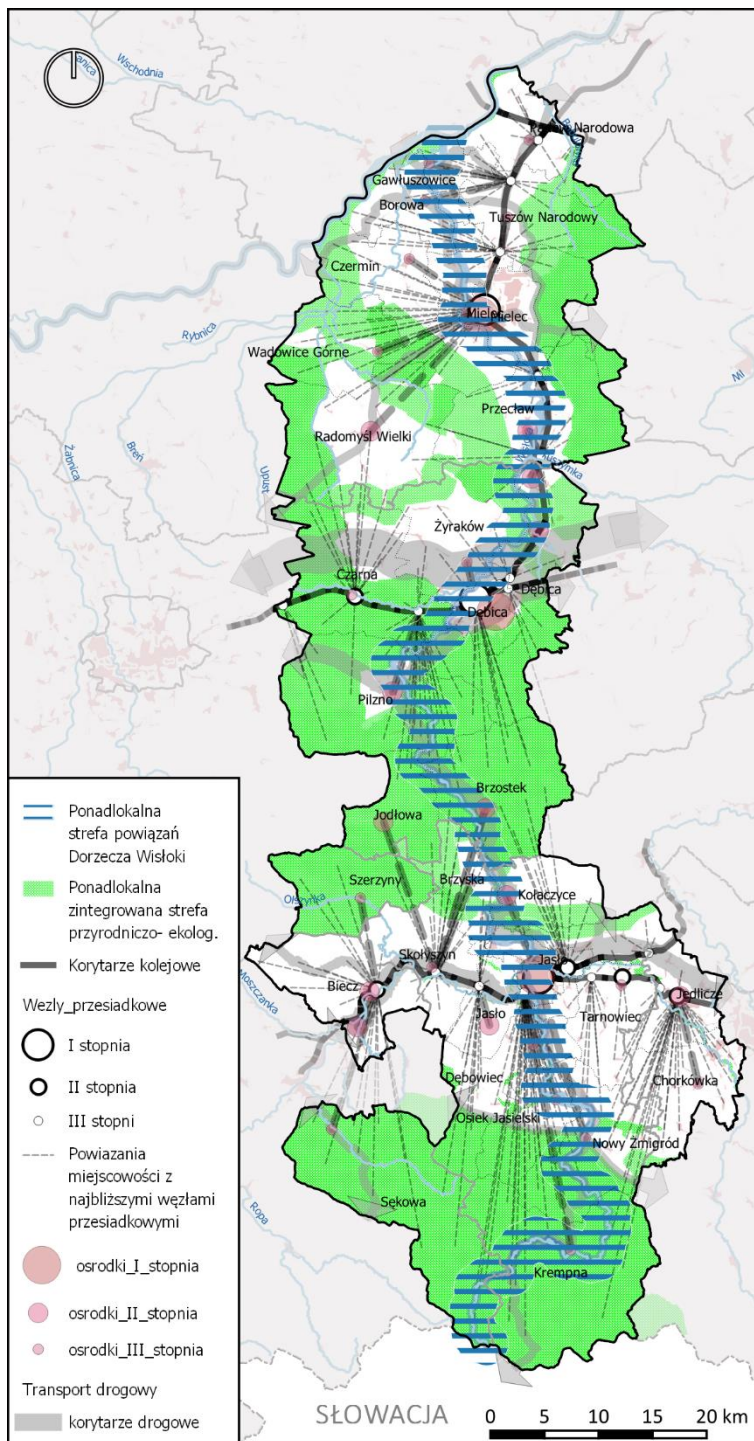 Wschodnia
Narodowa
Gawłuszowice
Borowa
Tuszów Narodowy
Czermin
Mielec
Rybnica
Wadowice Górne
Przecław
Żabnica
Breń
Upust
Radomyśl Wielki
Żyraków
Czarna
Dębica
Dębica
Pilzno
Brzostek
Jodłowa
Szerzyny
Brzyska
Kołaczyce
Olszynka
Skołyszyn
Jasło
Moszczanka
Biecz
Jasło
Tarnowiec
Jedlicze
Dębowiec
Chorkówka
Osiek Jasielski
Nowy Żmigród
Sękowa
Ropa
Krempna
SŁOWACJA
0 5 10 15 20 km
Ponadlokalna
strefa powiązań
Dorzecza Wisłoki
Ponadlokalna
zintegrowana strefa
przyrodniczo- ekolog.
Korytarze kolejowe
Wezly_przesiadkowe
I stopnia
II stopnia
III stopni
Powiazania
miejscowości z
najbliższymi węzłami
przesiadkowymi
osrodki_I_stopnia
osrodki_II_stopnia
osrodki_III_stopnia
Transport drogowy
korytarze drogowe